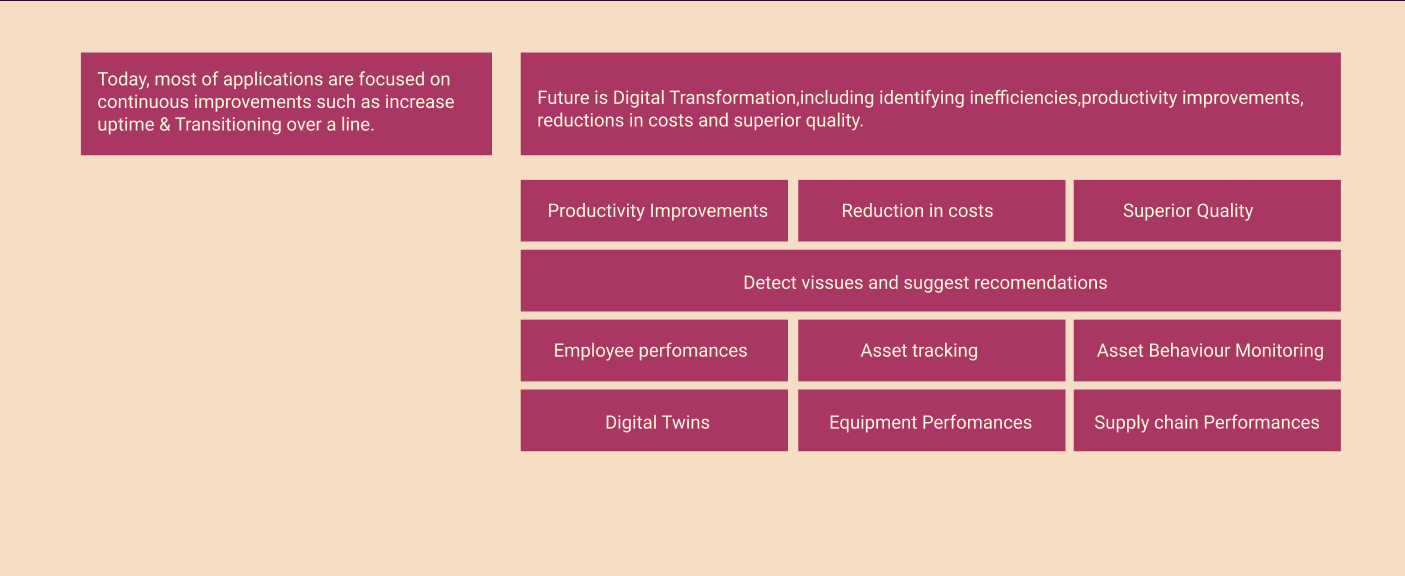 Today, most of applications are focused on
continuous improvements such as increase
uptime & Transitioning over a line.
Future is Digital Transformation,including identifying inefficiencies,productivity improvements,
reductions in costs and superior quality.
Productivity Improvements
Reduction in costs
Superior Quality
Detect vissues and suggest recomendations
Employee perfomances
Asset tracking
Asset Behaviour Monitoring
Digital Twins
Equipment Perfomances
Supply chain Performances